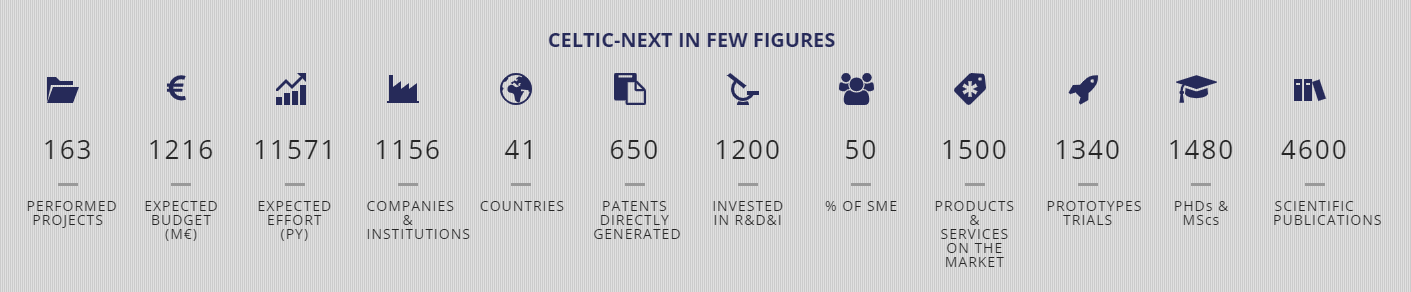 CELTIC-NEXT IN FEW FIGURES
163
PERFORMED
PROJECTS
1216
EXPECTED
BUDGET
(M€)
11571
EXPECTED
EFFORT
(PY)
1156
COMPANIES
&
INSTITUTIONS
41
COUNTRIES
650
PATENTS
DIRECTLY
GENERATED
1200
INVESTED
IN R&D&I
50
% OF SME
1500
PRODUCTS
&
SERVICES
ON THE
MARKET
1340
PROTOTYPES
TRIALS
1480
PHDs &
MScs
4600
SCIENTIFIC
PUBLICATIONS